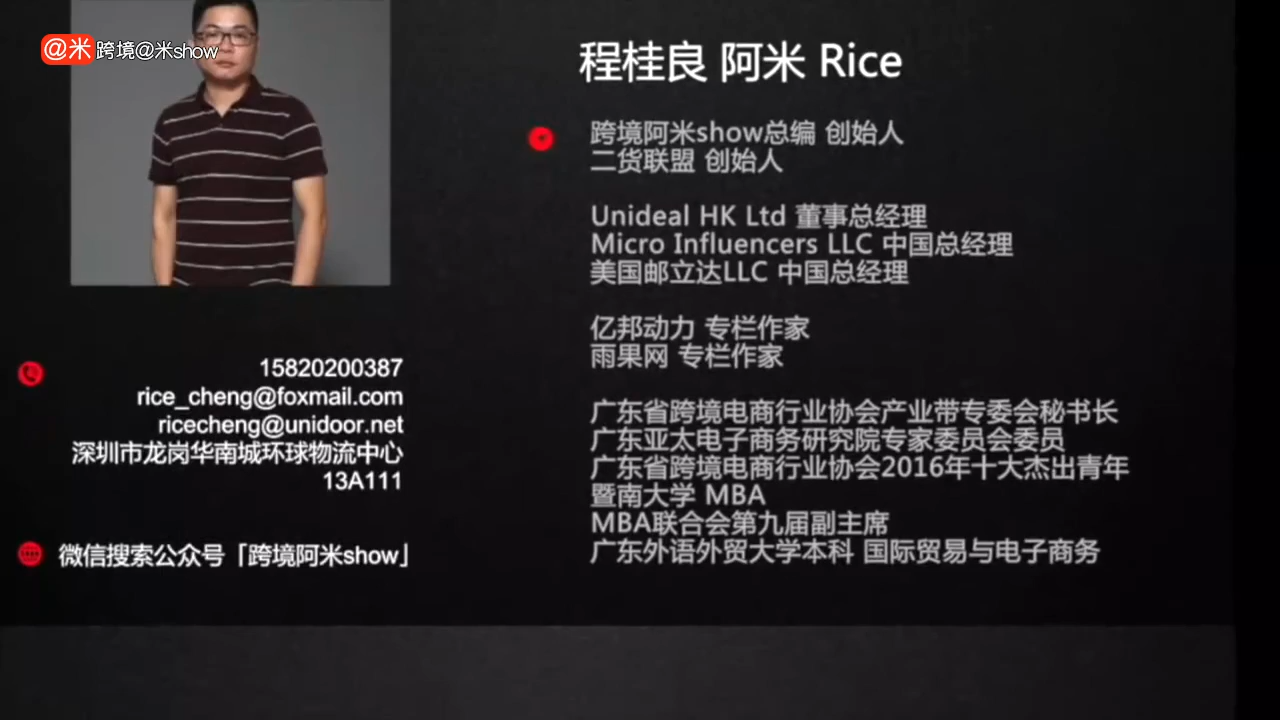 @米 跨境@米show
程桂良 阿米 Rice
跨境阿米show总编 创始人
二货联盟 创始人
Unideal HK Ltd 董事总经理
Micro Influencers LLC 中国总经理
美国邮立达LLC 中国总经理
亿邦动力 专栏作家
雨果网 专栏作家
广东省跨境电商行业协会产业带专委会秘书长
广东亚太电子商务研究院专家委员会委员
广东省跨境电商行业协会2016年十大杰出青年
暨南大学 MBA
MBA联合会第九届副主席
广东外语外贸大学本科 国际贸易与电子商务
15820200387
rice_cheng@foxmail.com
ricecheng@unidoor.net
深圳市龙岗华南城环球物流中心
13A111
微信搜索公众号「跨境阿米show」